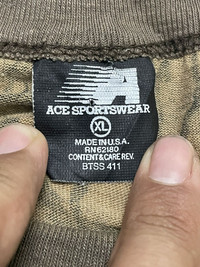 ACE SPORTSWEAR
XL
MADE IN U.S.A.
RN 62180
CONTENT & CARE REV.
BTSS 411